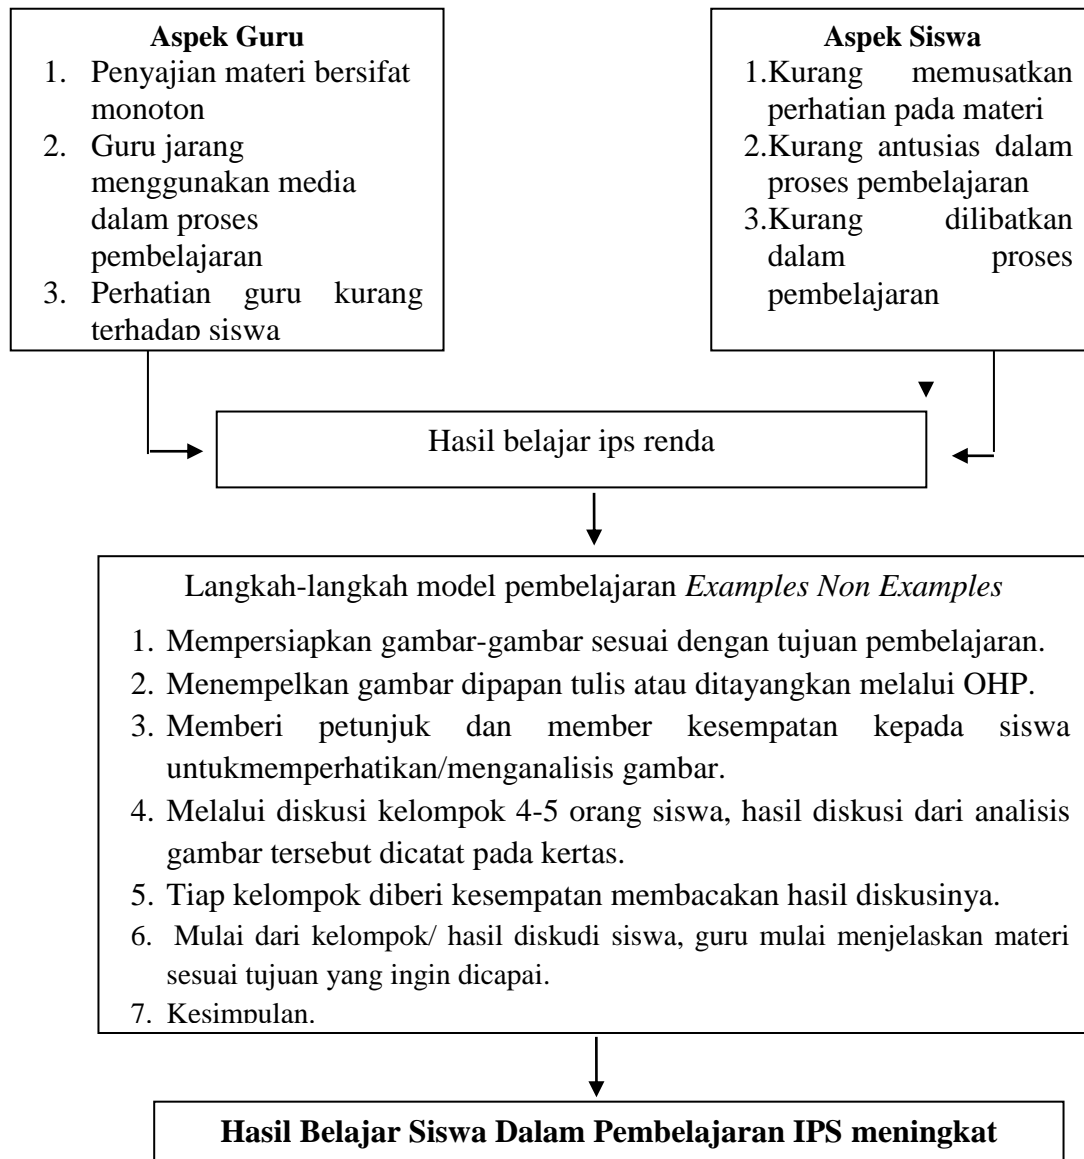 Aspek Guru
1. Penyajian materi bersifat
monoton
2. Guru jarang
menggunakan media
dalam proses
pembelajaran
3. Perhatian guru kurang
terhadap siswa
Aspek Siswa
1.Kurang memusatkan
perhatian pada materi
2.Kurang antusias dalam
proses pembelajaran
3.Kurang dilibatkan
dalam proses
pembelajaran
Hasil belajar ips renda
Langkah-langkah model pembelajaran Examples Non Examples
1. Mempersiapkan gambar-gambar sesuai dengan tujuan pembelajaran.
2. Menempelkan gambar dipapan tulis atau ditayangkan melalui OHP.
3. Memberi petunjuk dan member kesempatan kepada siswa
untukmemperhatikan/menganalisis gambar.
4. Melalui diskusi kelompok 4-5 orang siswa, hasil diskusi dari analisis
gambar tersebut dicatat pada kertas.
5. Tiap kelompok diberi kesempatan membacakan hasil diskusinya.
6. Mulai dari kelompok/ hasil diskudi siswa, guru mulai menjelaskan materi
sesuai tujuan yang ingin dicapai.
7. Kesimpulan.
Hasil Belajar Siswa Dalam Pembelajaran IPS meningkat